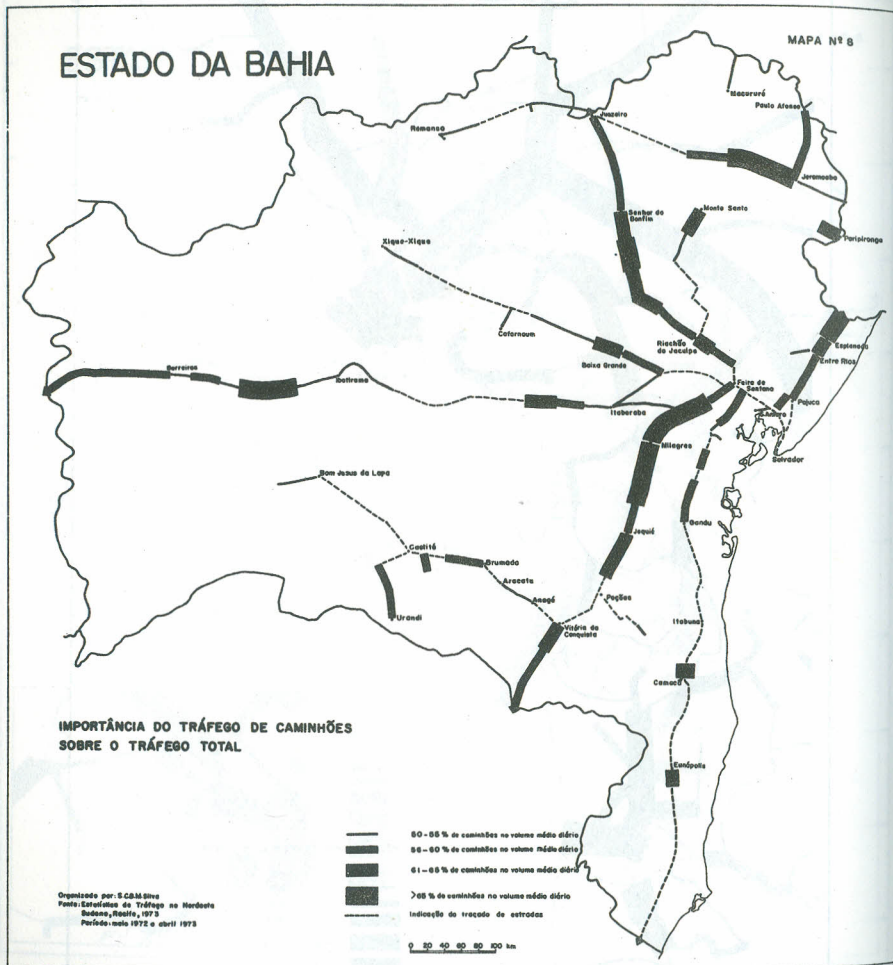 MAPA Nº 8
ESTADO DA BAHIA
Macururé
Paulo Afonso
Juazeiro
Remanso
Jeremoabo
Senhor do
Bonfim
Monte Santo
Paripiranga
Xique-Xique
Cafarnaum
Riachão
do Jacuípe
Esplanada
Entre Rios
Baixa Grande
Barreiras
Ibotirama
Feira de
Santana
Itaberaba
Pojuca
Salvador
Milagres
Bom Jesus da Lapa
Gandu
Jequié
Caetité
Brumado
Aracatu
Anagé
Poções
Urandi
Itabuna
Vitória da
Conquista
Camacã
Eunápolis
IMPORTÂNCIA DO TRÁFEGO DE CAMINHÕES
SOBRE O TRÁFEGO TOTAL
50-55 % de caminhões no volume médio diário
56-60 % de caminhões no volume médio diário
61-65 % de caminhões no volume médio diário
>65 % de caminhões no volume médio diário
Indicação do traçado de estradas
Organizado por: S.C.B.M.Silva
Fonte: Estatística de Tráfego no Nordeste
Sudene, Recife, 1973
Período: maio 1972 a abril 1973
0 20 40 60 80 100 km